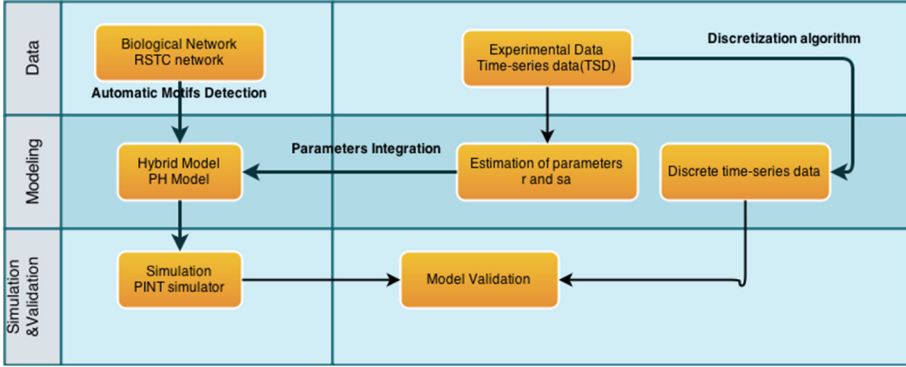 Data
Biological Network
RSTC network
Experimental Data
Time-series data(TSD)
Discretization algorithm
Automatic Motifs Detection
Modeling
Hybrid Model
PH Model
Parameters Integration
Estimation of parameters
r and sa
Discrete time-series data
Simulation
&Validation
Simulation
PINT simulator
Model Validation